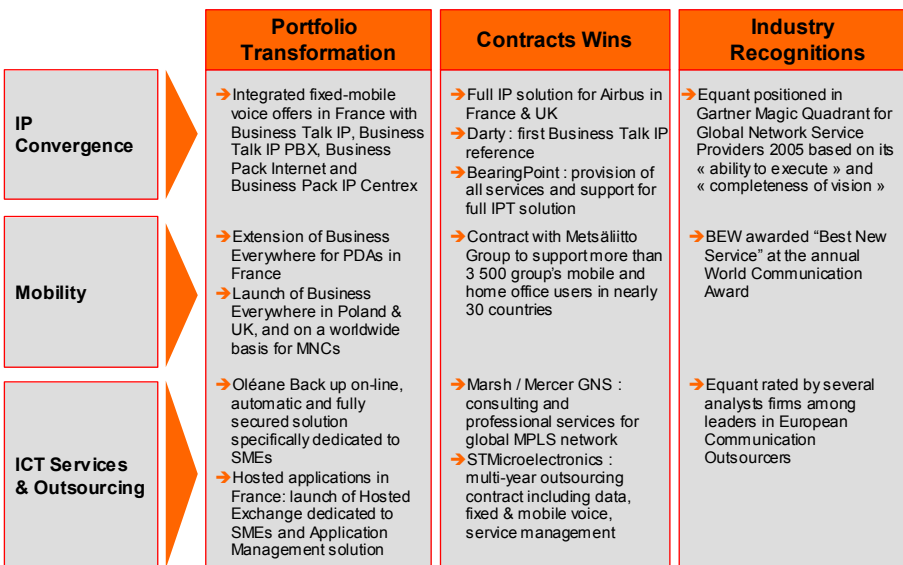 Portfolio
Transformation
Contracts Wins
Industry
Recognitions
IP
Convergence
➔Integrated fixed-mobile
voice offers in France with
Business Talk IP, Business
Talk IP PBX, Business
Pack Internet and
Business Pack IP Centrex
➔Full IP solution for Airbus in
France & UK
➔Darty : first Business Talk IP
reference
➔BearingPoint : provision of
all services and support for
full IPT solution
➔Equant positioned in
Gartner Magic Quadrant for
Global Network Service
Providers 2005 based on its
« ability to execute » and
« completeness of vision »
Mobility
➔Extension of Business
Everywhere for PDAs in
France
➔Launch of Business
Everywhere in Poland &
UK, and on a worldwide
basis for MNCs
➔Contract with Metsäliitto
Group to support more than
3 500 group's mobile and
home office users in nearly
30 countries
➔BEW awarded “Best New
Service” at the annual
World Communication
Award
ICT Services
& Outsourcing
➔Oléane Back up on-line,
automatic and fully
secured solution
specifically dedicated to
SMEs
➔Hosted applications in
France: launch of Hosted
Exchange dedicated to
SMEs and Application
Management solution
➔Marsh / Mercer GNS :
consulting and
professional services for
global MPLS network
➔STMicroelectronics :
multi-year outsourcing
contract including data,
fixed & mobile voice,
service management
➔Equant rated by several
analysts firms among
leaders in European
Communication
Outsourcers